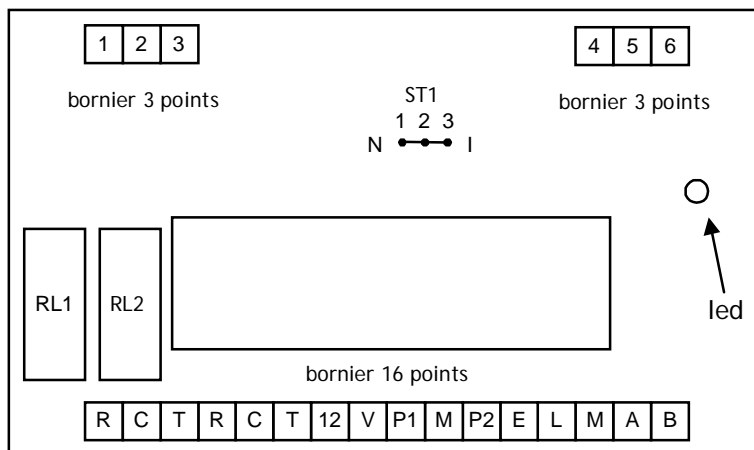 1 2 3
4 5 6
bornier 3 points
bornier 3 points
ST1
1 2 3
N I
RL1
RL2
led
bornier 16 points
R C T R C T 12 V P1 M P2 E L M A B